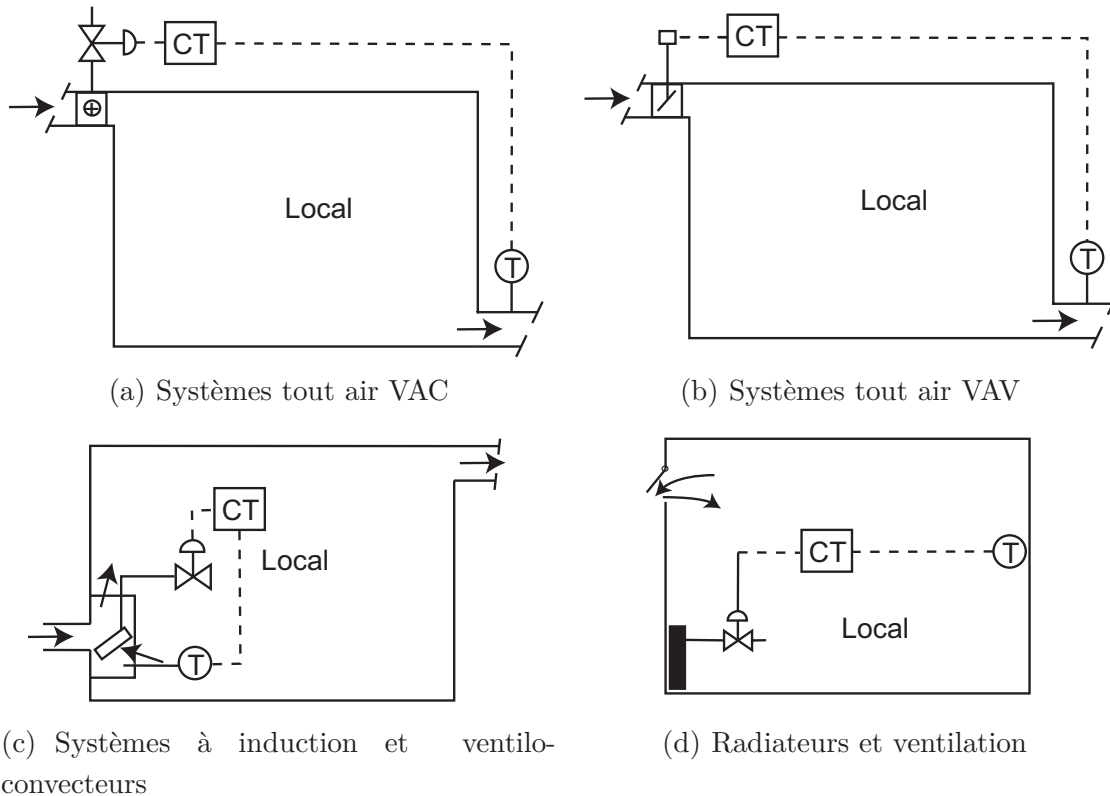 CT
T
Local
(a) Systèmes tout air VAC
CT
T
Local
(b) Systèmes tout air VAV
CT
Local
T
(c) Systèmes à induction et ventilo-
convecteurs
CT
T
Local
(d) Radiateurs et ventilation